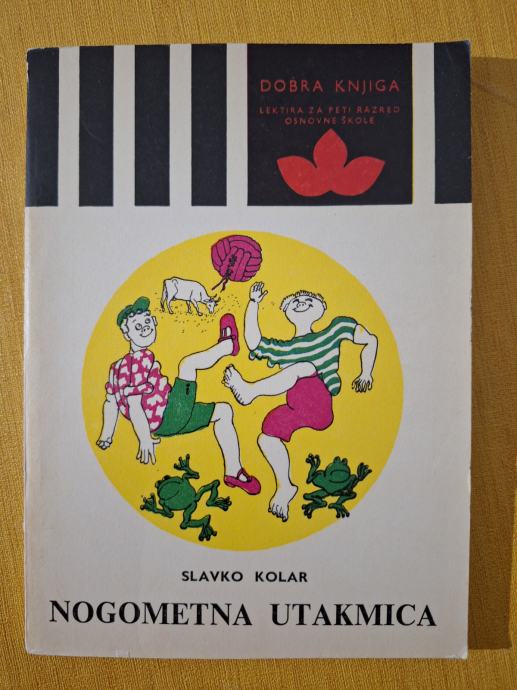 DOBRA KNJIGA
LEKTIRA ZA PETI RAZRED
OSNOVNE ŠKOLE
SLAVKO KOLAR
NOGOMETNA UTAKMICA